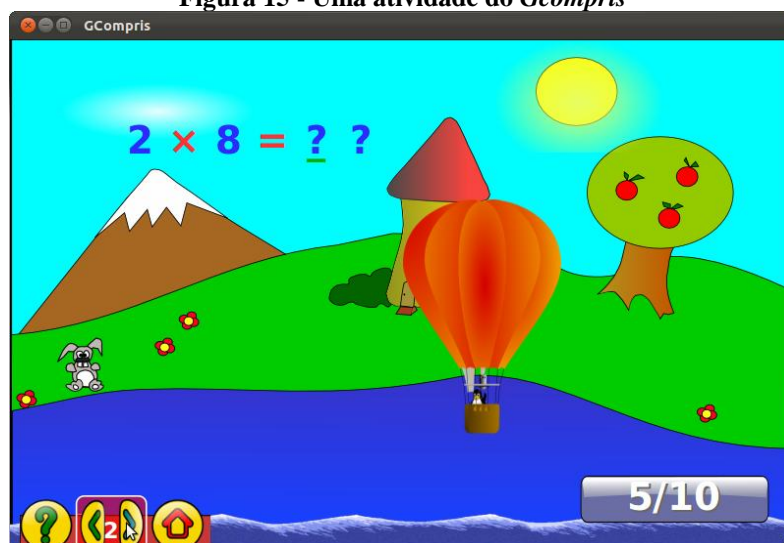 Figura 15 - Uma atividade do Gcompris
GCompris
2 × 8 = ? ?
5/10
?
2